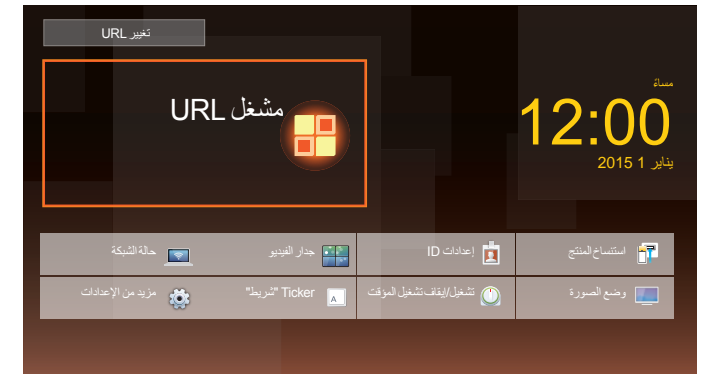 تغيير URL
مشغل URL
مساءً
12:00
يناير 1 2015
استنساخ المنتج
إعدادات ID
جدار الفيديو
حالة الشبكة
وضع الصورة
تشغيل/إيقاف تشغيل المؤقت
Ticker "شريط"
A
مزيد من الإعدادات